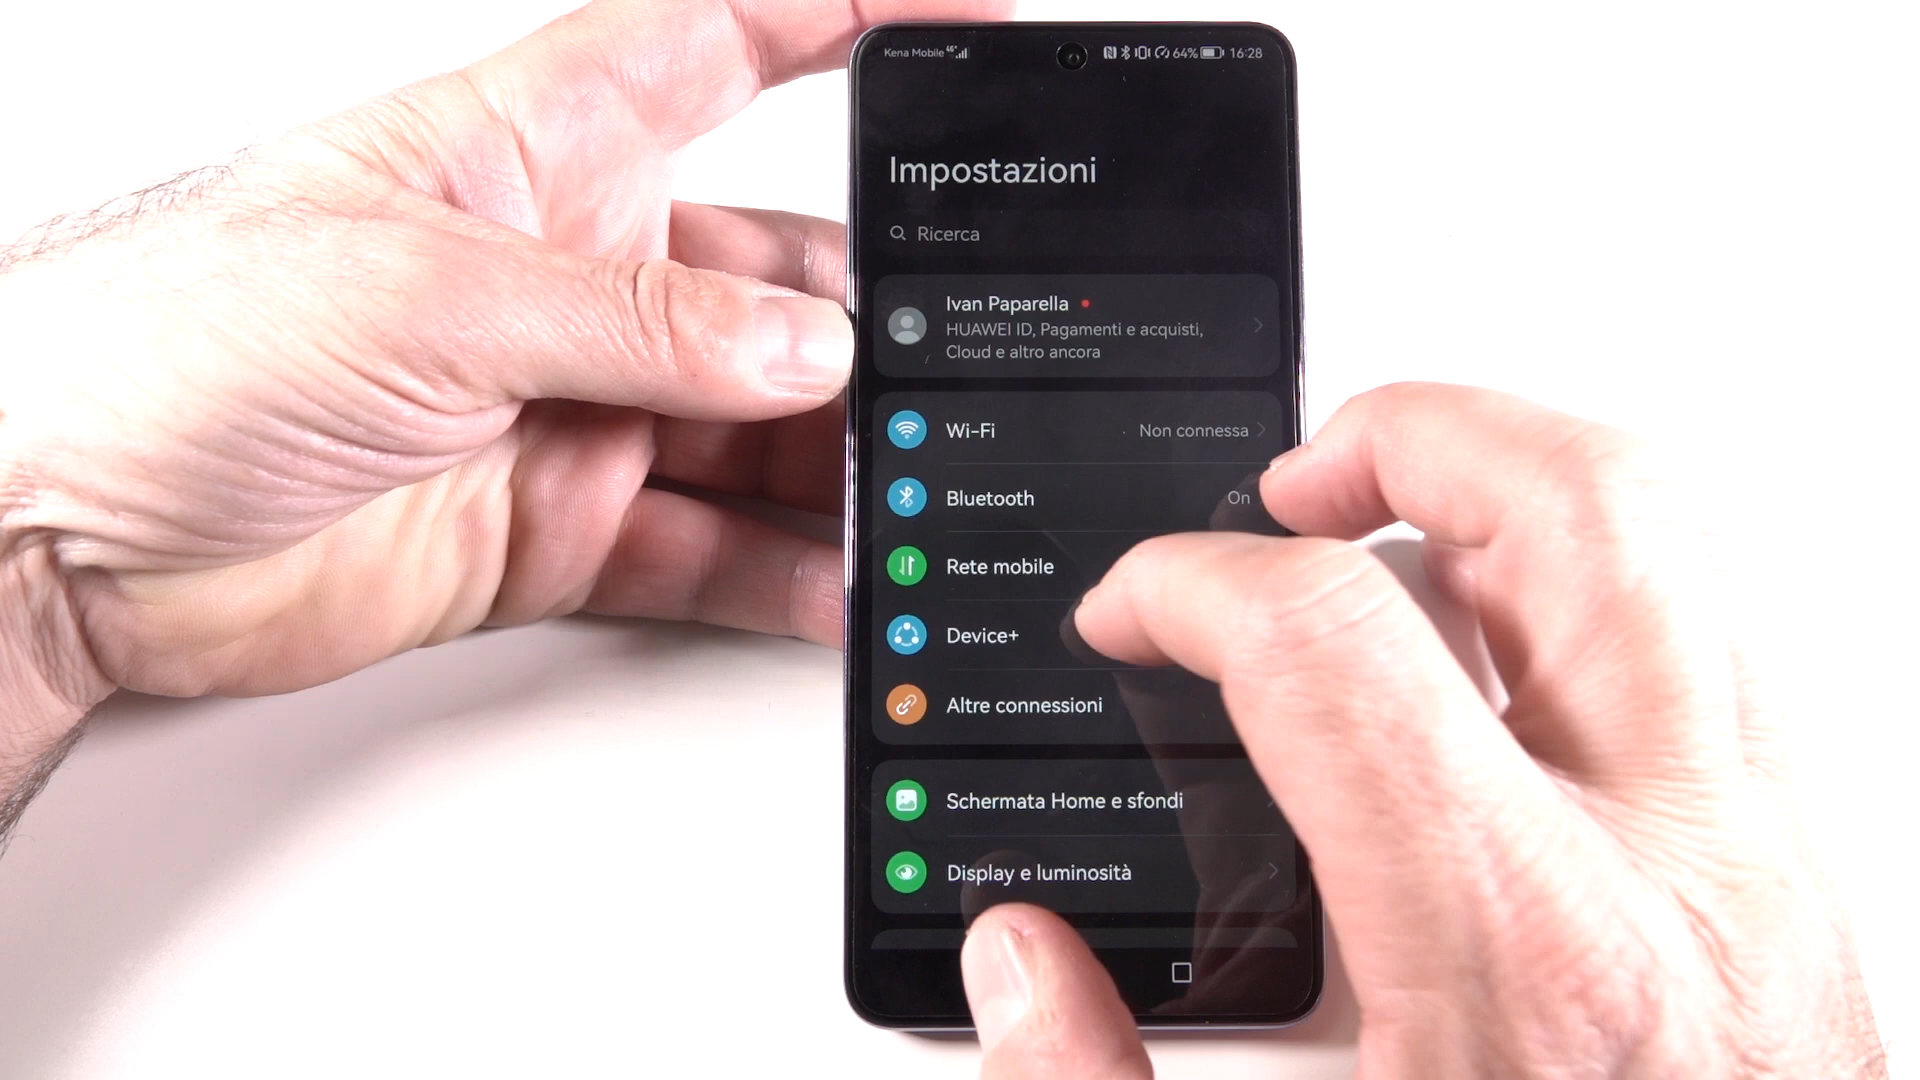 Kena Mobile 64% 16:28
Impostazioni
Ricerca
Ivan Paparella
HUAWEI ID, Pagamenti e acquisti,
Cloud e altro ancora
Wi-Fi Non connessa
Bluetooth On
Rete mobile
Device+
Altre connessioni
Schermata Home e sfondi
Display e luminosità